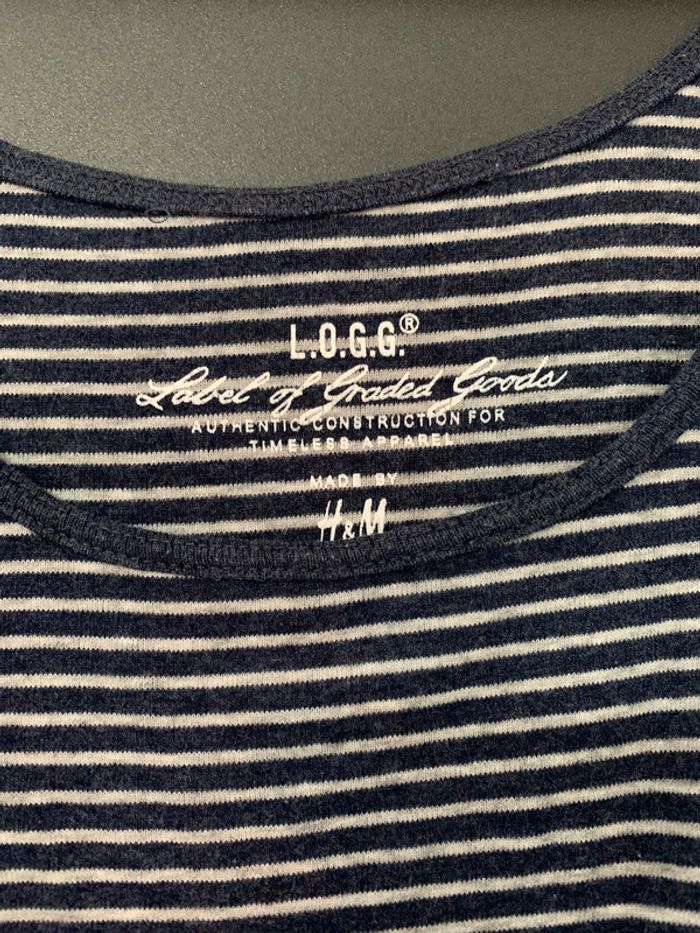 L.O.G.G.®
Label of Graded Goods
AUTHENTIC CONSTRUCTION FOR
TIMELESS APPAREL
MADE BY
H&M